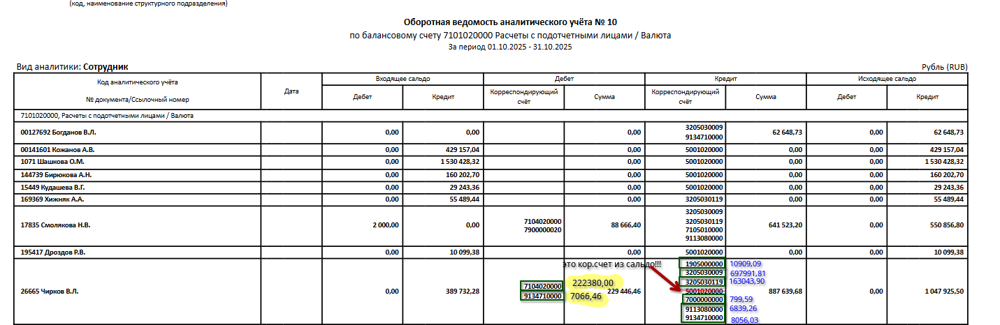 (код, наименование структурного подразделения)
Оборотная ведомость аналитического учёта № 10
по балансовому счету 7101020000 Расчеты с подотчетными лицами / Валюта
За период 01.10.2025 - 31.10.2025
Вид аналитики: Сотрудник Рубль (RUB)
Код аналитического учёта
№ документа/Ссылочный номер
Дата
Входящее сальдо Дебет Кредит Исходящее сальдо
Дебет Кредит Корреспондирующий счёт Сумма Корреспондирующий счёт Сумма Дебет Кредит
7101020000, Расчеты с подотчетными лицами / Валюта
00127692 Богданов В.Л. 0,00 0,00 0,00 3205030009 62 648,73 0,00 62 648,73
9134710000
00141601 Кожанов А.В. 0,00 429 157,04 0,00 5001020000 0,00 0,00 429 157,04
1071 Шашкова О.М. 0,00 1 530 428,32 0,00 5001020000 0,00 0,00 1 530 428,32
144739 Бирюкова А.Н. 0,00 160 202,70 0,00 5001020000 0,00 0,00 160 202,70
15449 Кудашева В.Г. 0,00 29 243,36 0,00 5001020000 0,00 0,00 29 243,36
169369 Хижняк А.А. 0,00 55 489,44 0,00 3205030119 0,00 0,00 55 489,44
3205030009
17835 Смолякова Н.В. 2 000,00 0,00 7104020000 88 666,40 3205030119 641 523,20 0,00 550 856,80
7900000020 7105010000
9113080000
195417 Дроздов Р.В. 0,00 10 099,38 0,00 5001020000 0,00 0,00 10 099,38
это кор.счет из сальдо!!! 1905000000 10909,09
3205030009 697991,81
7104020000 222380,00 3205030119 163043,90
26665 Чирков В.Л. 0,00 389 732,28 229 446,46 5001020000 887 639,68 0,00 1 047 925,50
9134710000 7066,46 7000000000 799,59
9113080000 6839,26
9134710000 8056,03